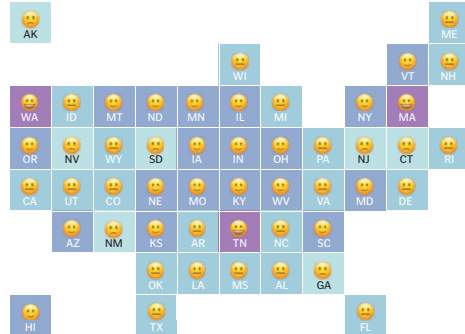 AK ME
WI VT NH
WA ID MT ND MN IL MI NY MA
OR NV WY SD IA IN OH PA NJ CT RI
CA UT CO NE MO KY WV VA MD DE
AZ NM KS AR TN NC SC
OK LA MS AL GA
HI TX FL